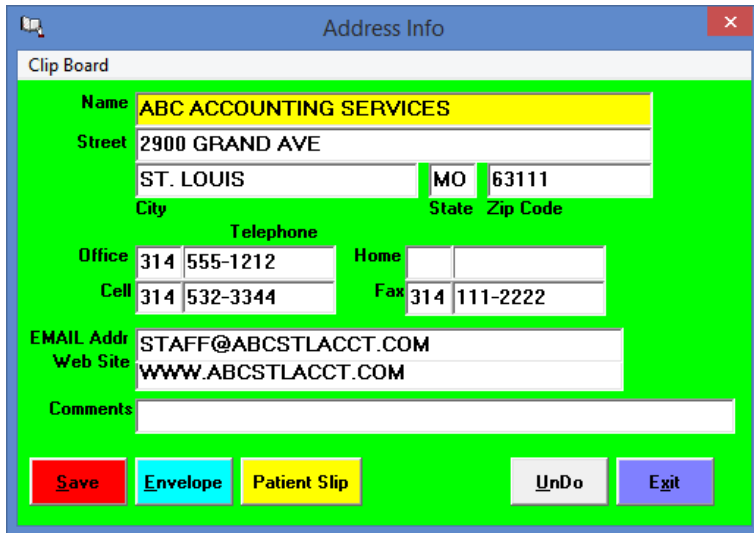 Address Info
Clip Board
Name ABC ACCOUNTING SERVICES
Street 2900 GRAND AVE
ST. LOUIS MO 63111
City State Zip Code
Telephone
Office 314 555-1212 Home
Cell 314 532-3344 Fax 314 111-2222
EMAIL Addr STAFF@ABCSTLACCT.COM
Web Site WWW.ABCSTLACCT.COM
Comments
Save Envelope Patient Slip UnDo Exit